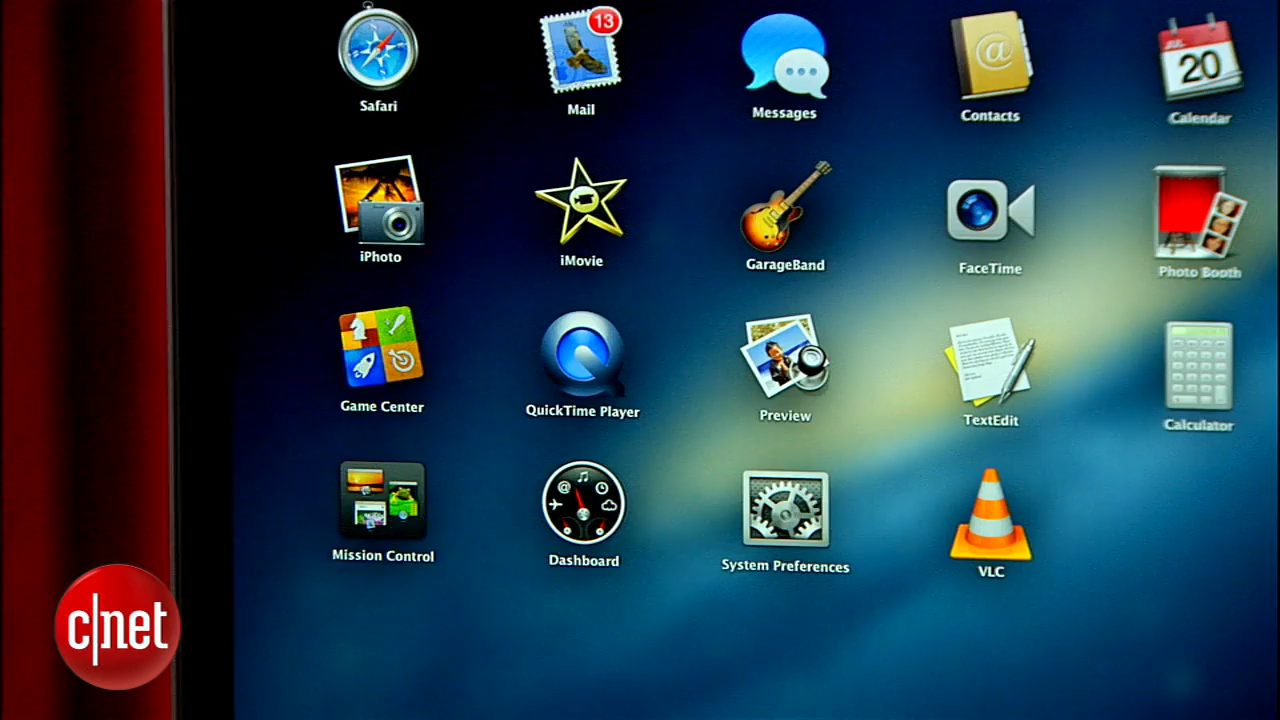 13
@
JUL
20
Safari
Mail
Messages
Contacts
Calendar
iPhoto
iMovie
GarageBand
FaceTime
Photo Booth
Game Center
QuickTime Player
Preview
TextEdit
Calculator
@
Mission Control
Dashboard
System Preferences
VLC
c|net